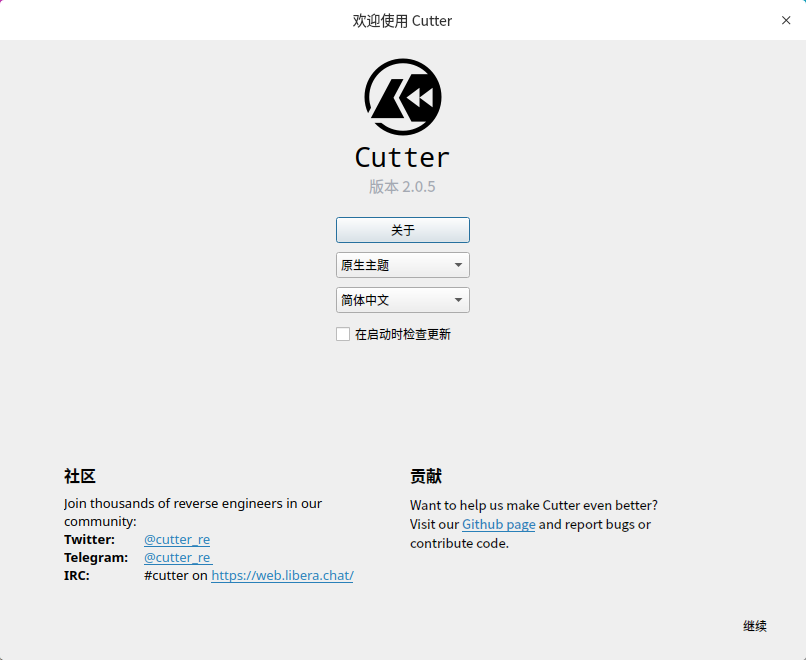 欢迎使用 Cutter
Cutter
版本 2.0.5
关于
原生主题
简体中文
在启动时检查更新
社区
Join thousands of reverse engineers in our
community:
Twitter: @cutter_re
Telegram: @cutter_re
IRC: #cutter on https://web.libera.chat/
贡献
Want to help us make Cutter even better?
Visit our Github page and report bugs or
contribute code.
继续